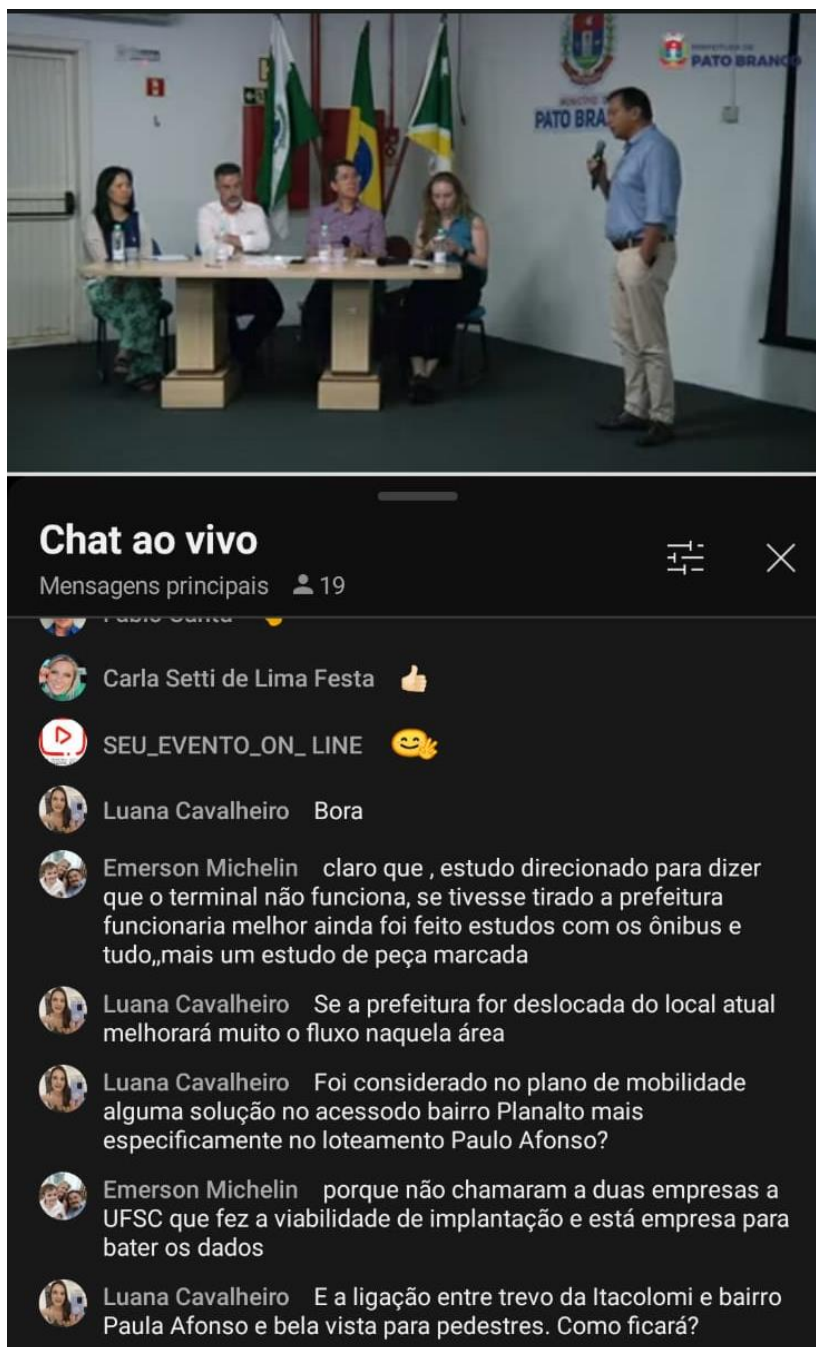 PREFEITURA DE
PATO BRANCO
MUNICÍPIO
PATO BRA
Chat ao vivo
Mensagens principais 19
Carla Setti de Lima Festa
SEU_EVENTO_ON_ LINE
Luana Cavalheiro Bora
Emerson Michelin claro que , estudo direcionado para dizer
que o terminal não funciona, se tivesse tirado a prefeitura
funcionaria melhor ainda foi feito estudos com os ônibus e
tudo,,mais um estudo de peça marcada
Luana Cavalheiro Se a prefeitura for deslocada do local atual
melhorará muito o fluxo naquela área
Luana Cavalheiro Foi considerado no plano de mobilidade
alguma solução no acessodo bairro Planalto mais
especificamente no loteamento Paulo Afonso?
Emerson Michelin porque não chamaram a duas empresas a
UFSC que fez a viabilidade de implantação e está empresa para
bater os dados
Luana Cavalheiro E a ligação entre trevo da Itacolomi e bairro
Paula Afonso e bela vista para pedestres. Como ficará?